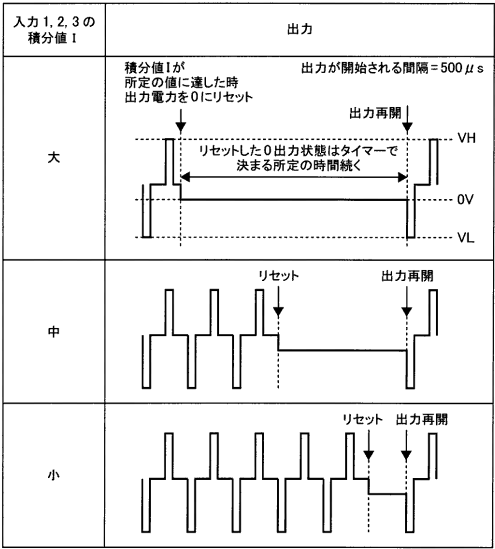 入力1,2,3の
積分値 I
出力
大
積分値Iが
所定の値に達した時
出力電力を0にリセット
出力が開始される間隔=500μs
出力再開
リセットした0出力状態はタイマーで
決まる所定の時間続く
VH
0V
VL
中
リセット
出力再開
小
リセット
出力再開